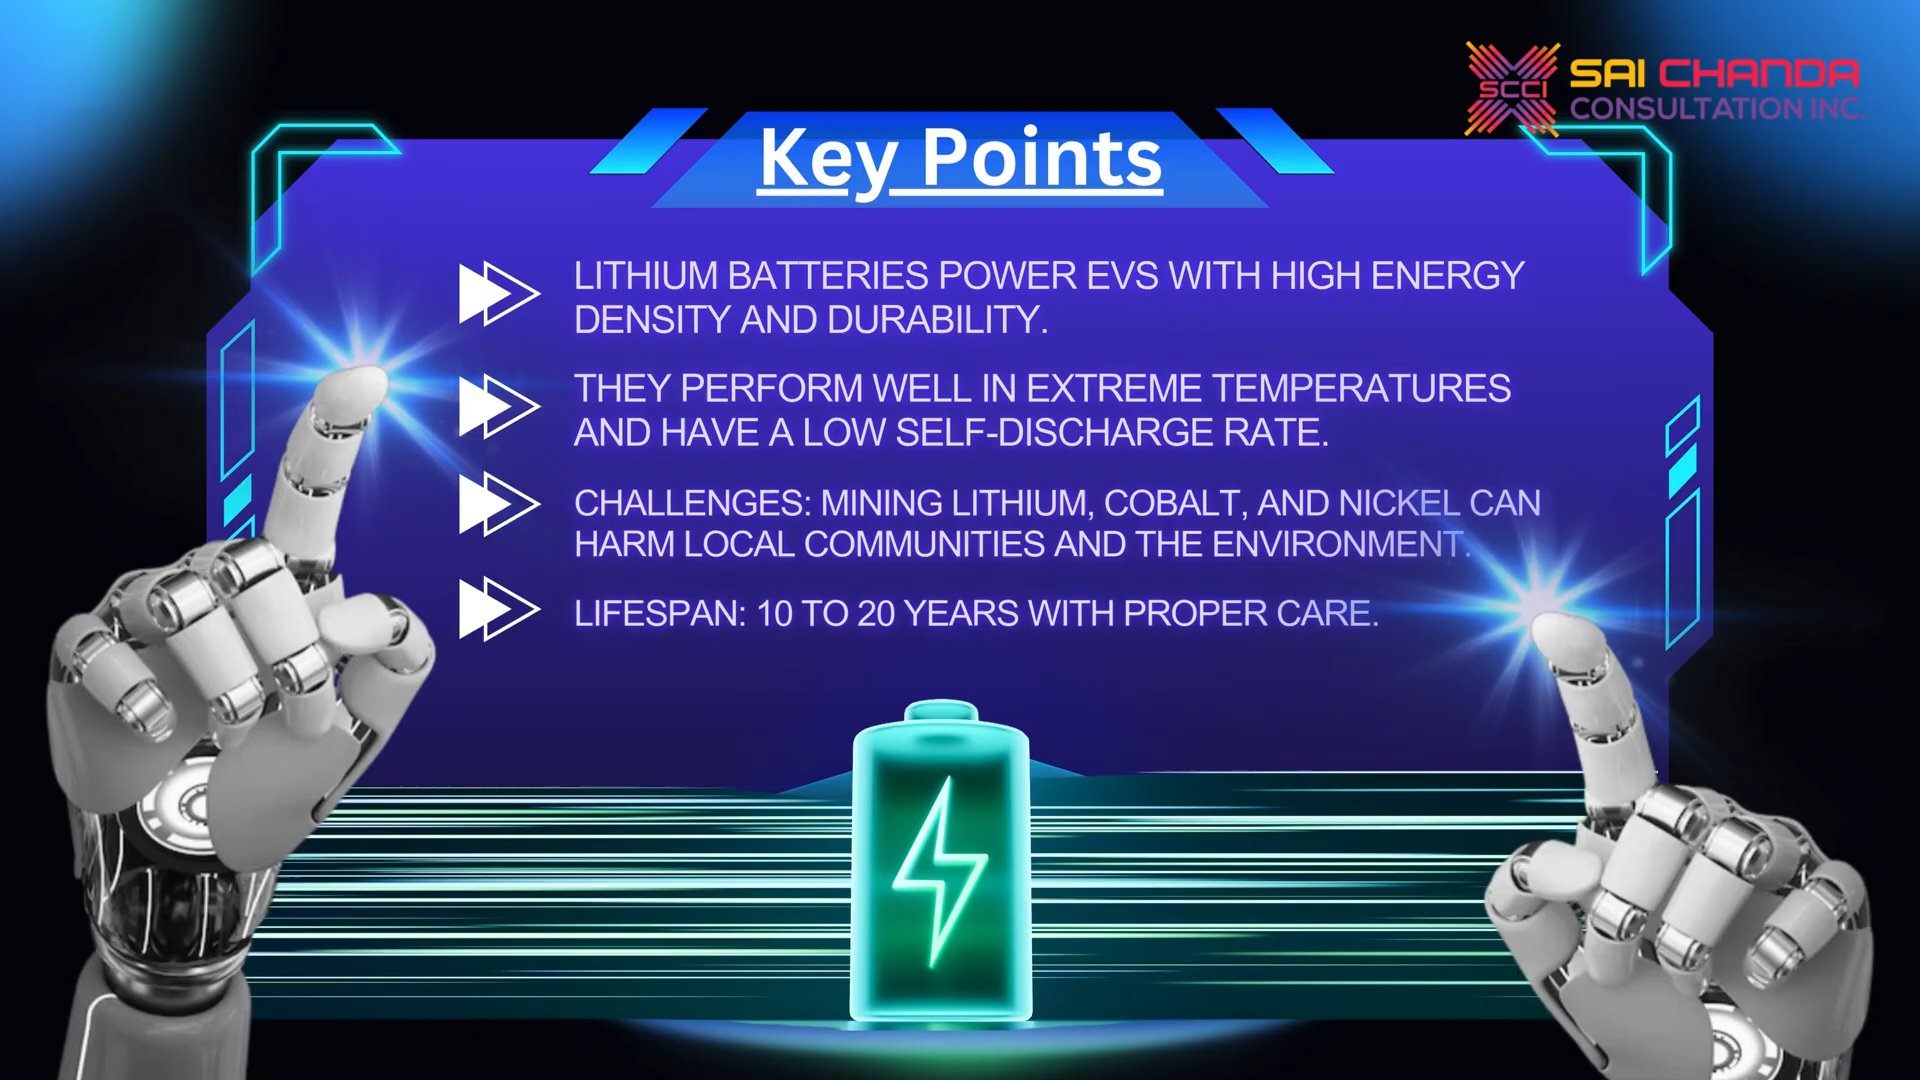 SCCI
SAI CHANDA
CONSULTATION INC.
Key Points
LITHIUM BATTERIES POWER EVS WITH HIGH ENERGY
DENSITY AND DURABILITY.
THEY PERFORM WELL IN EXTREME TEMPERATURES
AND HAVE A LOW SELF-DISCHARGE RATE.
CHALLENGES: MINING LITHIUM, COBALT, AND NICKEL CAN
HARM LOCAL COMMUNITIES AND THE ENVIRONMENT.
LIFESPAN: 10 TO 20 YEARS WITH PROPER CARE.